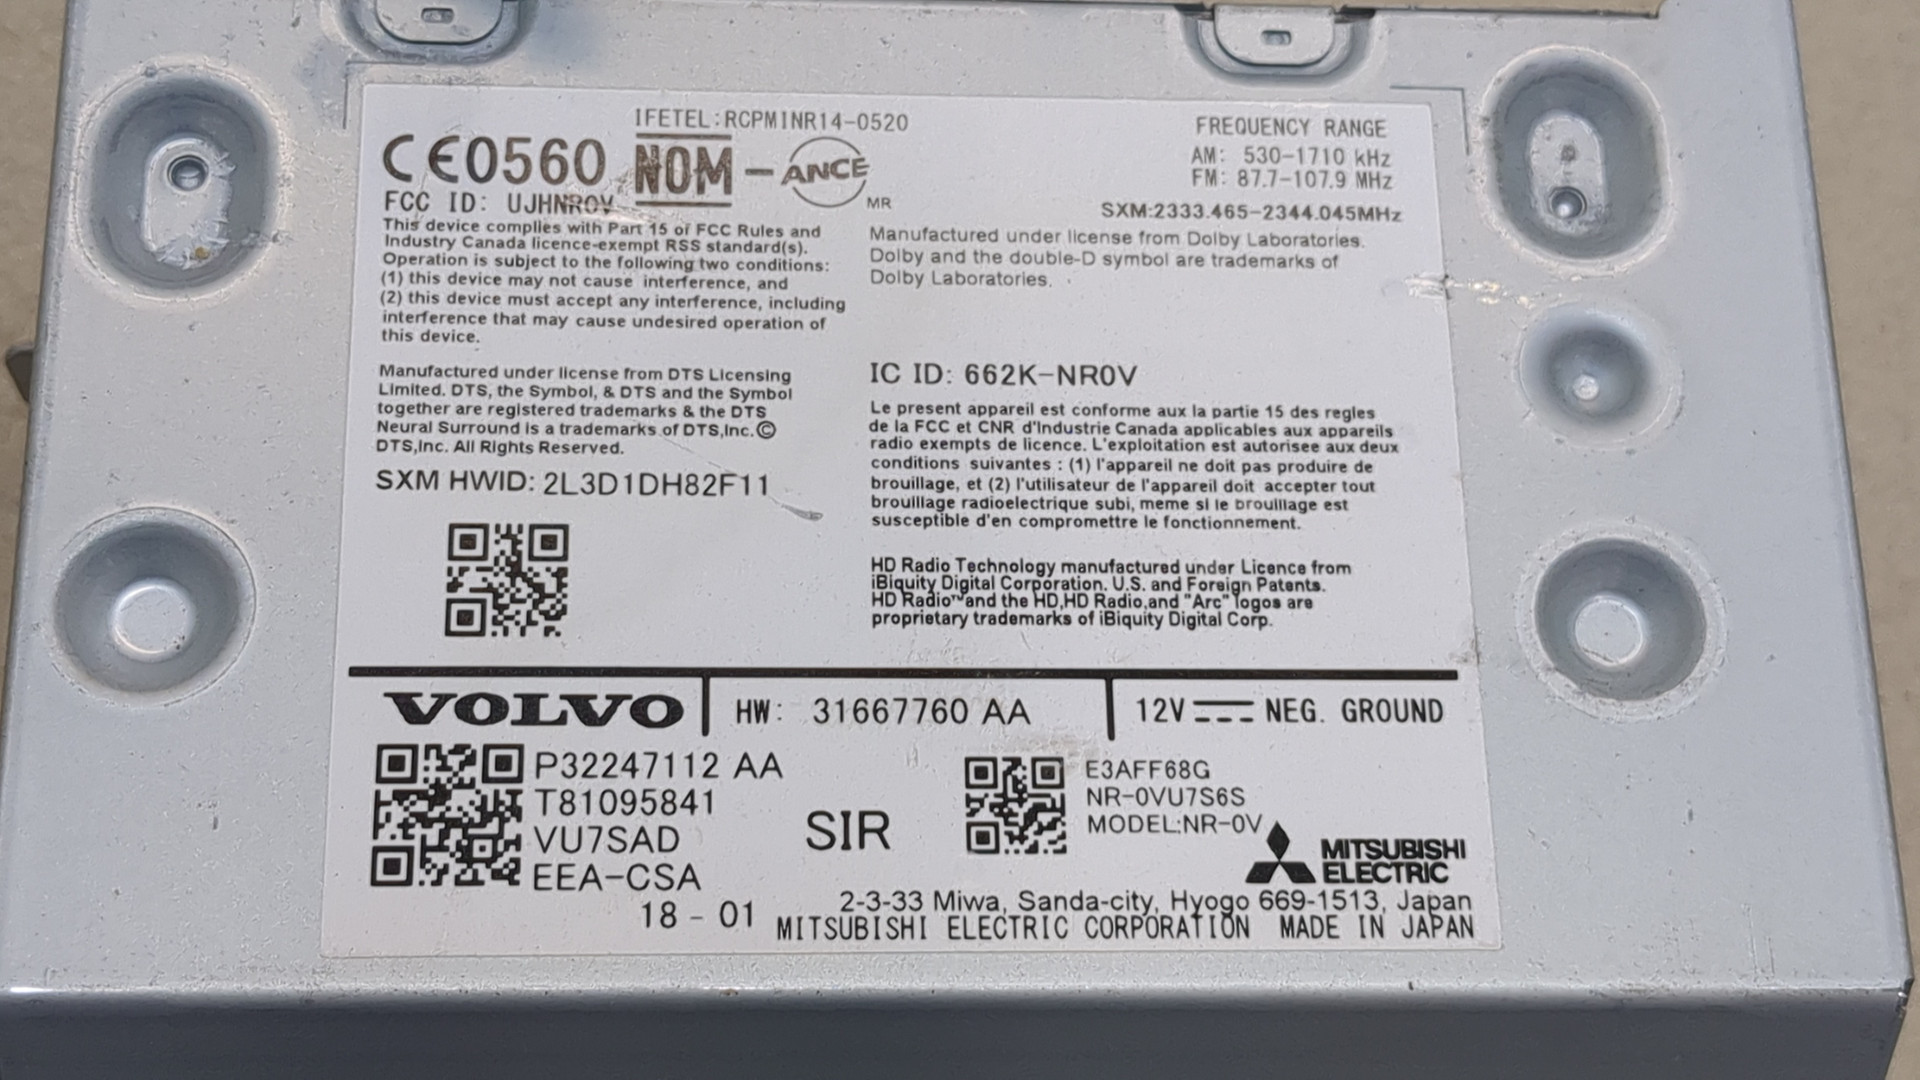 IFETEL:RCPMINR14-0520
CE0560 NOM-ANCE
MR
FCC ID: UJHNR0V
This device complies with Part 15 of FCC Rules and
Industry Canada licence-exempt RSS standard(s).
Operation is subject to the following two conditions:
(1) this device may not cause interference, and
(2) this device must accept any interference, including
interference that may cause undesired operation of
this device.
FREQUENCY RANGE
AM: 530-1710 kHz
FM: 87.7-107.9 MHz
SXM:2333.465-2344.045MHz
Manufactured under license from Dolby Laboratories.
Dolby and the double-D symbol are trademarks of
Dolby Laboratories.
Manufactured under license from DTS Licensing
Limited. DTS, the Symbol, & DTS and the Symbol
together are registered trademarks & the DTS
Neural Surround is a trademarks of DTS,Inc.©
DTS,Inc. All Rights Reserved.
SXM HWID: 2L3D1DH82F11
IC ID: 662K-NR0V
Le present appareil est conforme aux la partie 15 des regles
de la FCC et CNR d'Industrie Canada applicables aux appareils
radio exempts de licence. L'exploitation est autorisee aux deux
conditions suivantes : (1) l'appareil ne doit pas produire de
brouillage, et (2) l'utilisateur de l'appareil doit accepter tout
brouillage radioelectrique subi, meme si le brouillage est
susceptible d'en compromettre le fonctionnement.
HD Radio Technology manufactured under Licence from
iBiquity Digital Corporation. U.S. and Foreign Patents.
HD Radio™and the HD,HD Radio,and "Arc" logos are
proprietary trademarks of iBiquity Digital Corp.
VOLVO
HW: 31667760 AA
12V NEG. GROUND
P32247112 AA
T81095841
VU7SAD
EEA-CSA
18 - 01
SIR
E3AFF68G
NR-0VU7S6S
MODEL:NR-0V
MITSUBISHI
ELECTRIC
2-3-33 Miwa, Sanda-city, Hyogo 669-1513, Japan
MITSUBISHI ELECTRIC CORPORATION MADE IN JAPAN